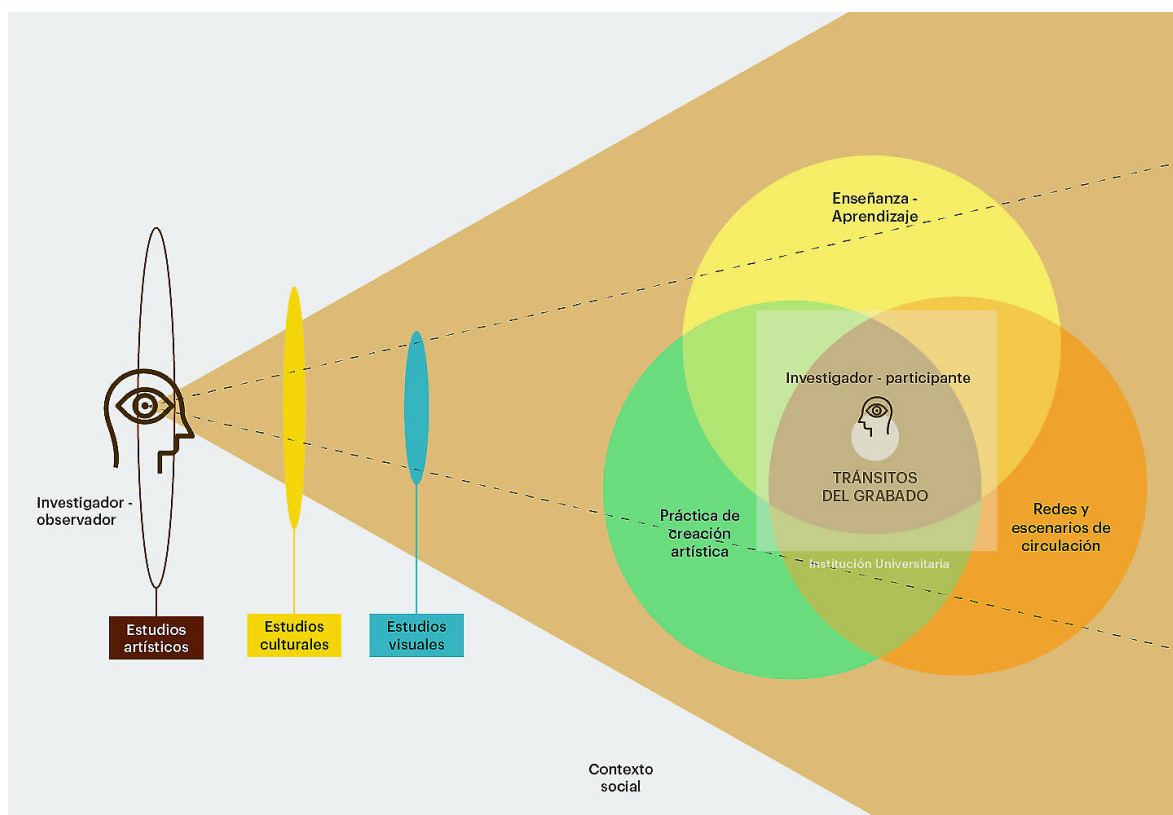 Enseñanza -
Aprendizaje
Investigador - participante
TRÁNSITOS
DEL GRABADO
Práctica de
creación
artística
Redes y
escenarios de
circulación
Institución Universitaria
Investigador -
observador
Estudios
artísticos
Estudios
culturales
Estudios
visuales
Contexto
social